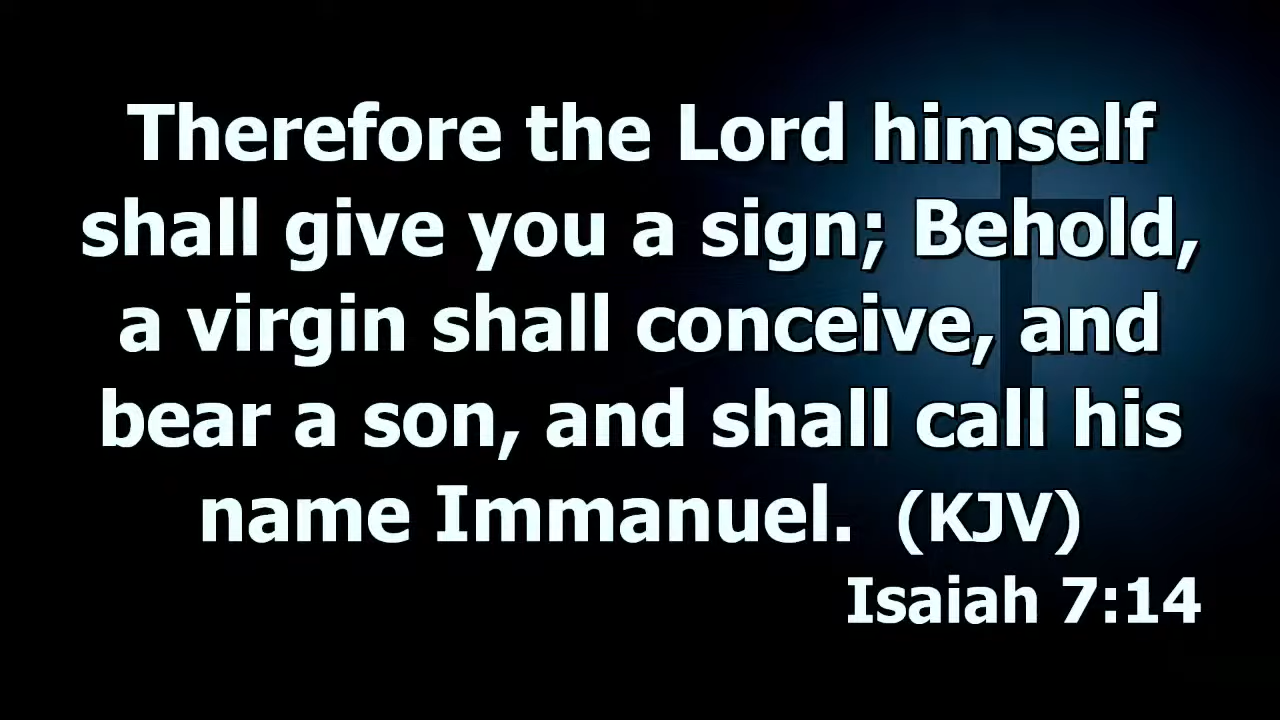 Therefore the Lord himself
shall give you a sign; Behold,
a virgin shall conceive, and
bear a son, and shall call his
name Immanuel. (KJV)
Isaiah 7:14